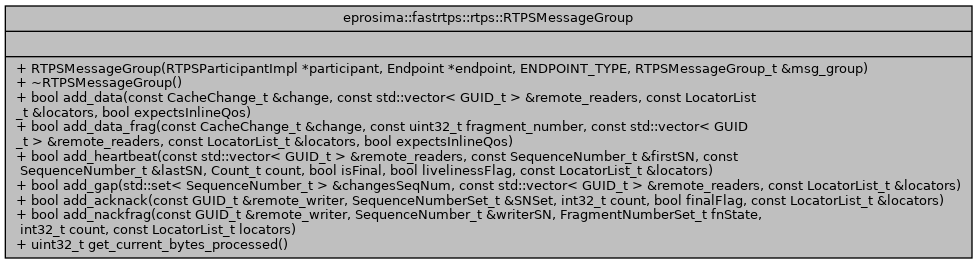 eprosima::fastrtps::rtps::RTPSMessageGroup
+ RTPSMessageGroup(RTPSParticipantImpl *participant, Endpoint *endpoint, ENDPOINT_TYPE, RTPSMessageGroup_t &msg_group)
+ ~RTPSMessageGroup()
+ bool add_data(const CacheChange_t &change, const std::vector< GUID_t > &remote_readers, const LocatorList
_t &locators, bool expectsInlineQos)
+ bool add_data_frag(const CacheChange_t &change, const uint32_t fragment_number, const std::vector< GUID
_t > &remote_readers, const LocatorList_t &locators, bool expectsInlineQos)
+ bool add_heartbeat(const std::vector< GUID_t > &remote_readers, const SequenceNumber_t &firstSN, const
SequenceNumber_t &lastSN, Count_t count, bool isFinal, bool livelinessFlag, const LocatorList_t &locators)
+ bool add_gap(std::set< SequenceNumber_t > &changesSeqNum, const std::vector< GUID_t > &remote_readers, const LocatorList_t &locators)
+ bool add_acknack(const GUID_t &remote_writer, SequenceNumberSet_t &SNSet, int32_t count, bool finalFlag, const LocatorList_t &locators)
+ bool add_nackfrag(const GUID_t &remote_writer, SequenceNumber_t &writerSN, FragmentNumberSet_t fnState,
int32_t count, const LocatorList_t locators)
+ uint32_t get_current_bytes_processed()